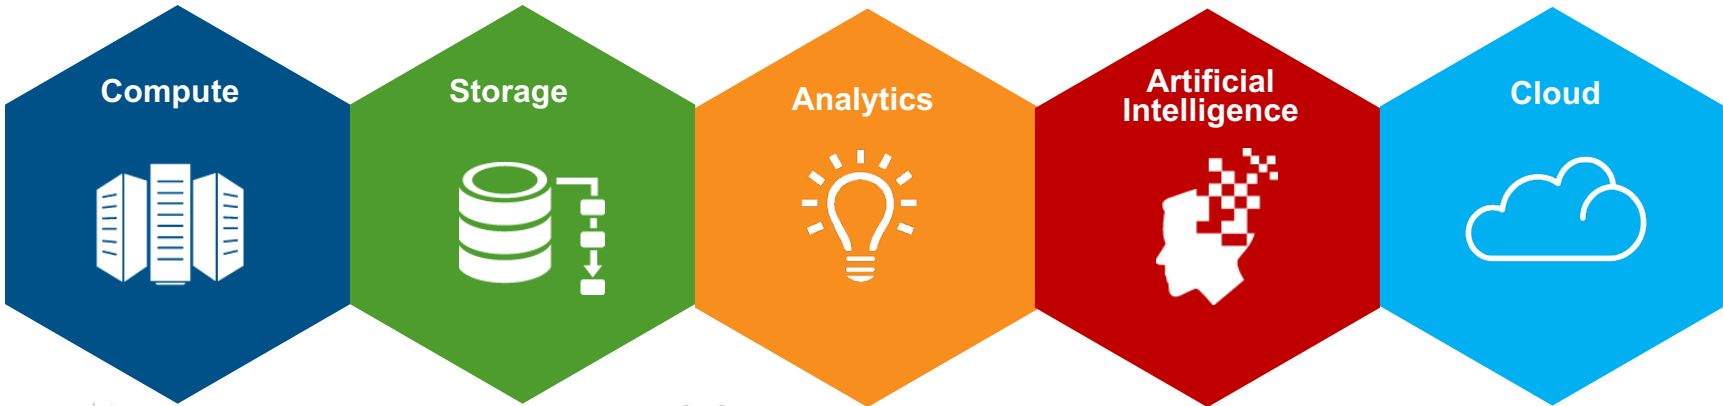 Compute
Storage
Analytics
Artificial
Intelligence
Cloud